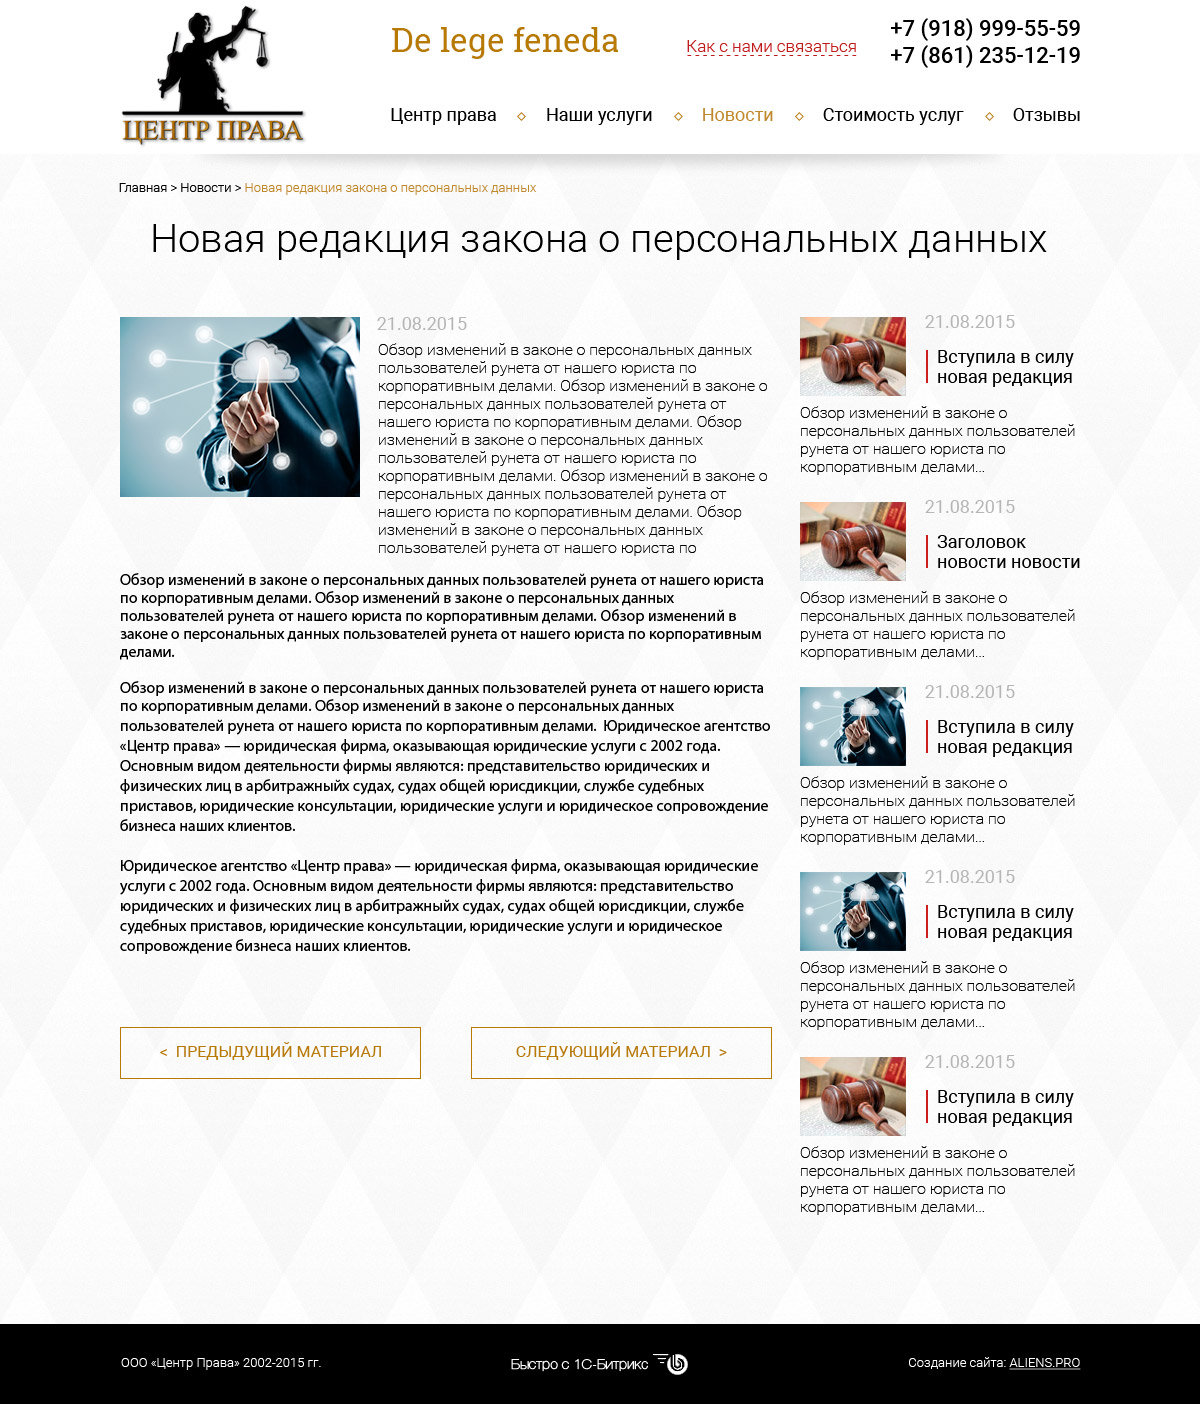 ЦЕНТР ПРАВА
De lege feneda
Как с нами связаться
+7 (918) 999-55-59
+7 (861) 235-12-19
Центр права
Наши услуги
Новости
Стоимость услуг
Отзывы
Главная > Новости > Новая редакция закона о персональных данных
Новая редакция закона о персональных данных
21.08.2015
Обзор изменений в законе о персональных данных
пользователей рунета от нашего юриста по
корпоративным делами. Обзор изменений в законе о
персональных данных пользователей рунета от
нашего юриста по корпоративным делами. Обзор
изменений в законе о персональных данных
пользователей рунета от нашего юриста по
корпоративным делами. Обзор изменений в законе о
персональных данных пользователей рунета от
нашего юриста по корпоративным делами. Обзор
изменений в законе о персональных данных
пользователей рунета от нашего юриста по
Обзор изменений в законе о персональных данных пользователей рунета от нашего юриста
по корпоративным делами. Обзор изменений в законе о персональных данных
пользователей рунета от нашего юриста по корпоративным делами. Обзор изменений в
законе о персональных данных пользователей рунета от нашего юриста по корпоративным
делами.
Обзор изменений в законе о персональных данных пользователей рунета от нашего юриста
по корпоративным делами. Обзор изменений в законе о персональных данных
пользователей рунета от нашего юриста по корпоративным делами.  Юридическое агентство
«Центр права» — юридическая фирма, оказывающая юридические услуги с 2002 года.
Основным видом деятельности фирмы являются: представительство юридических и
физических лиц в арбитражныйх судах, судах общей юрисдикции, службе судебных
приставов, юридические консультации, юридические услуги и юридическое сопровождение
бизнеса наших клиентов.
Юридическое агентство «Центр права» — юридическая фирма, оказывающая юридические
услуги с 2002 года. Основным видом деятельности фирмы являются: представительство
юридических и физических лиц в арбитражныйх судах, судах общей юрисдикции, службе
судебных приставов, юридические консультации, юридические услуги и юридическое
сопровождение бизнеса наших клиентов.
< ПРЕДЫДУЩИЙ МАТЕРИАЛ
СЛЕДУЮЩИЙ МАТЕРИАЛ >
21.08.2015
Вступила в силу
новая редакция
Обзор изменений в законе о
персональных данных пользователей
рунета от нашего юриста по
корпоративным делами...
21.08.2015
Заголовок
новости новости
Обзор изменений в законе о
персональных данных пользователей
рунета от нашего юриста по
корпоративным делами...
21.08.2015
Вступила в силу
новая редакция
Обзор изменений в законе о
персональных данных пользователей
рунета от нашего юриста по
корпоративным делами...
21.08.2015
Вступила в силу
новая редакция
Обзор изменений в законе о
персональных данных пользователей
рунета от нашего юриста по
корпоративным делами...
21.08.2015
Вступила в силу
новая редакция
Обзор изменений в законе о
персональных данных пользователей
рунета от нашего юриста по
корпоративным делами...
ООО «Центр Права» 2002-2015 гг.
Быстро с 1С-Битрикс
Создание сайта: ALIENS.PRO